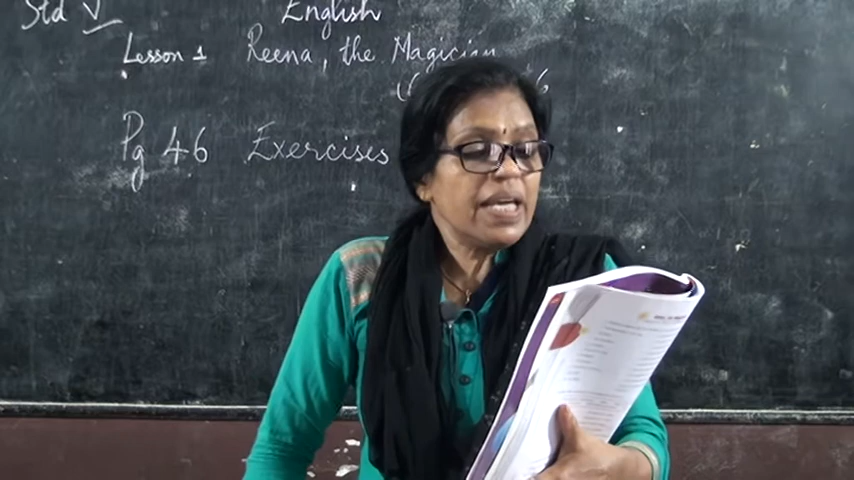 Std V English
Lesson 1 Reena, the Magician
Pg 46 Exercises